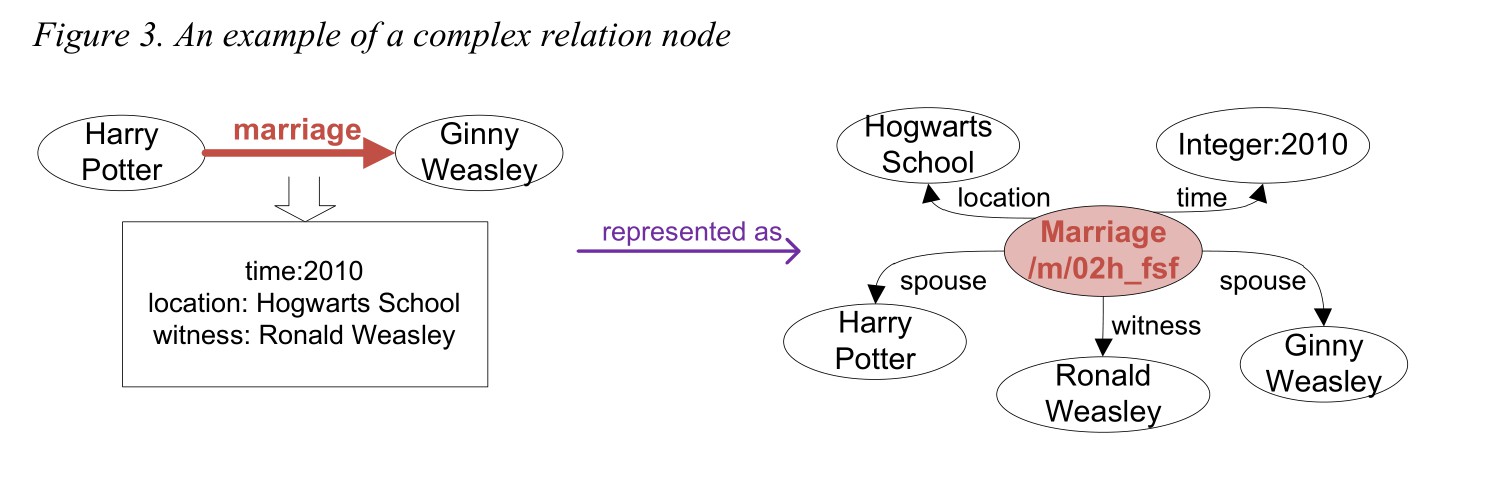 Figure 3. An example of a complex relation node
Harry
Potter
marriage
Ginny
Weasley
time:2010
location: Hogwarts School
witness: Ronald Weasley
represented as
Hogwarts
School
Integer:2010
location
time
Marriage
/m/02h_fsf
spouse
spouse
witness
Harry
Potter
Ronald
Weasley
Ginny
Weasley